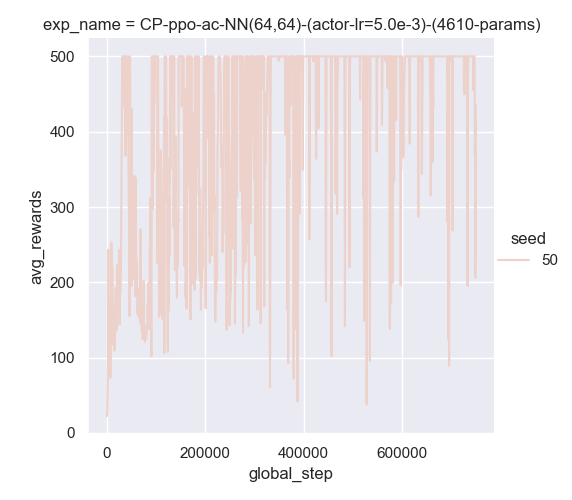 exp_name = CP-ppo-ac-NN(64,64)-(actor-lr=5.0e-3)-(4610-params)
500
400
300
200
100
0
avg_rewards
seed
50
0
200000
400000
600000
global_step